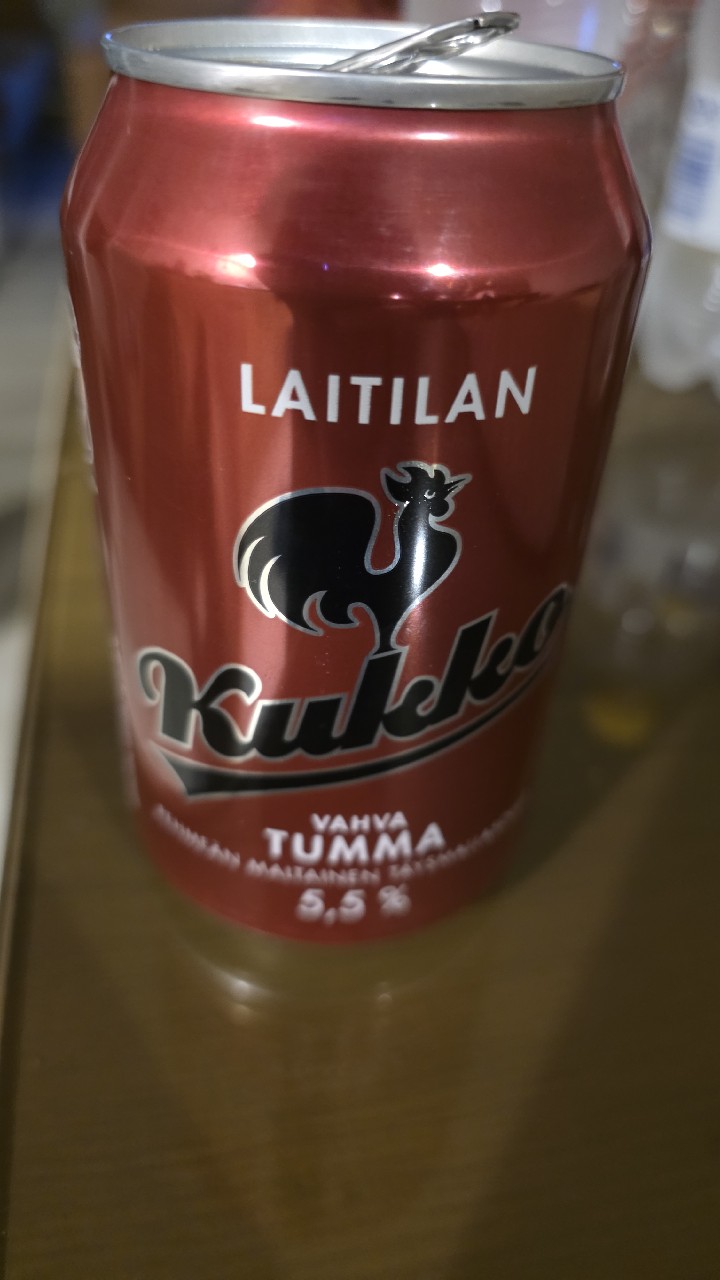 LAITILAN
Kukko
VAHVA
TUMMA
MALTAINEN
5,5 %